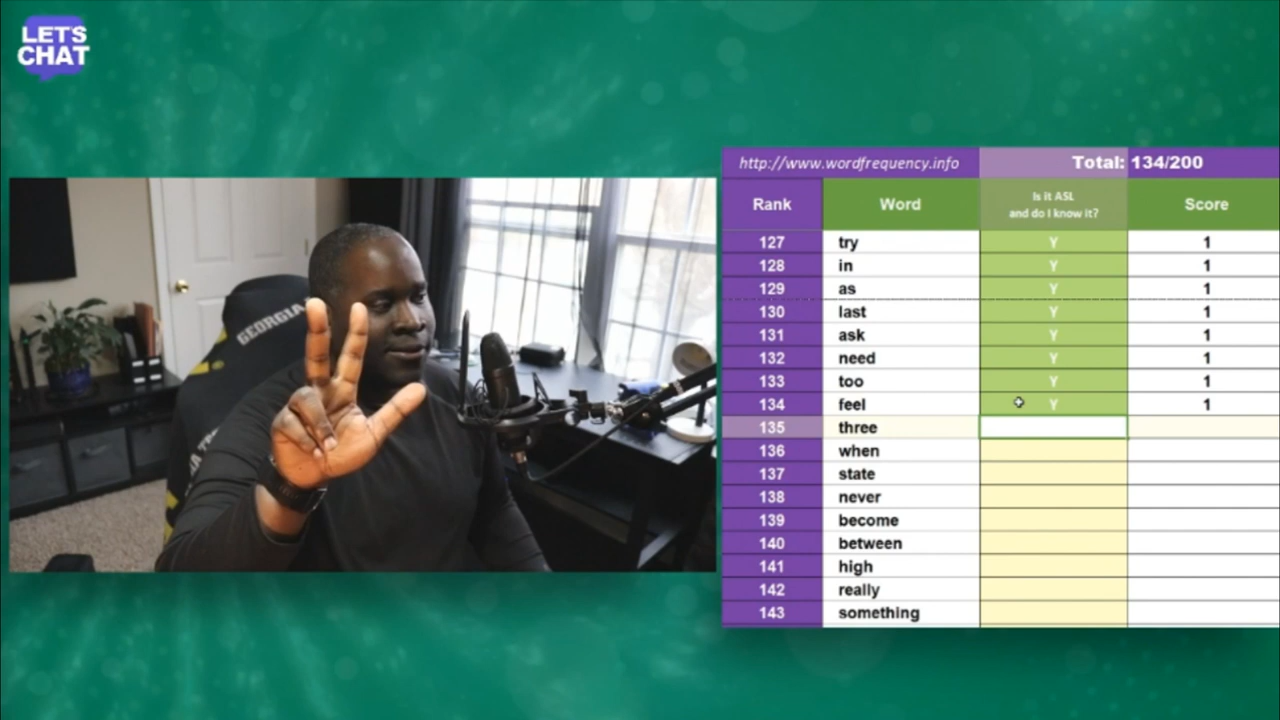 LET'S
CHAT
http://www.wordfrequency.info Total: 134/200
Rank Word Is it ASL and do I know it? Score
127 try Y 1
128 in Y 1
129 as Y 1
130 last Y 1
131 ask Y 1
132 need Y 1
133 too Y 1
134 feel Y 1
135 three
136 when
137 state
138 never
139 become
140 between
141 high
142 really
143 something
GEORGIA